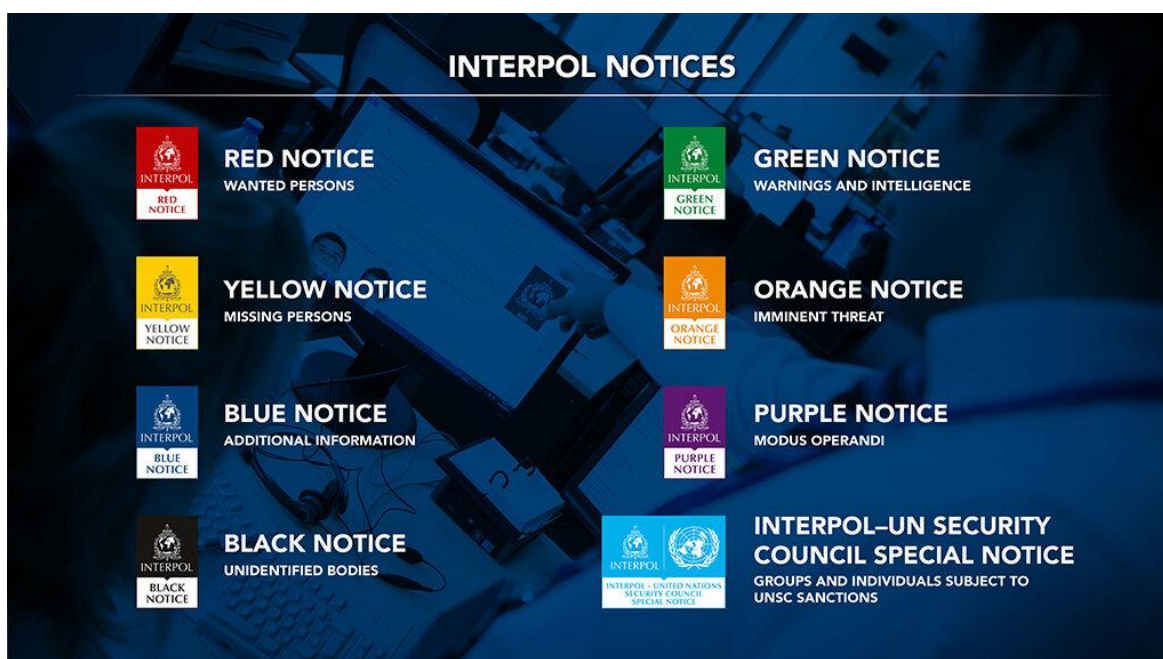 INTERPOL NOTICES
INTERPOL
RED
NOTICE
RED NOTICE
WANTED PERSONS
INTERPOL
GREEN
NOTICE
GREEN NOTICE
WARNINGS AND INTELLIGENCE
INTERPOL
YELLOW
NOTICE
YELLOW NOTICE
MISSING PERSONS
INTERPOL
ORANGE
NOTICE
ORANGE NOTICE
IMMINENT THREAT
INTERPOL
BLUE
NOTICE
BLUE NOTICE
ADDITIONAL INFORMATION
INTERPOL
PURPLE
NOTICE
PURPLE NOTICE
MODUS OPERANDI
INTERPOL
BLACK
NOTICE
BLACK NOTICE
UNIDENTIFIED BODIES
INTERPOL
INTERPOL - UNITED NATIONS
SECURITY COUNCIL
SPECIAL NOTICE
INTERPOL–UN SECURITY
COUNCIL SPECIAL NOTICE
GROUPS AND INDIVIDUALS SUBJECT TO
UNSC SANCTIONS